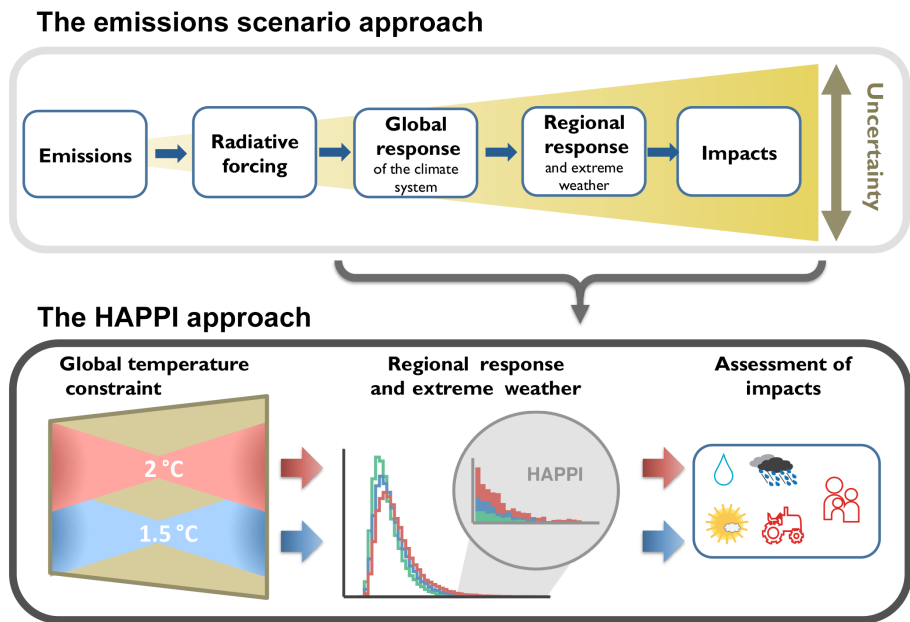 The emissions scenario approach
Emissions
Radiative
forcing
Global
response
of the climate
system
Regional
response
and extreme
weather
Impacts
Uncertainty
The HAPPI approach
Global temperature
constraint
2 °C
1.5 °C
Regional response
and extreme weather
HAPPI
Assessment of
impacts